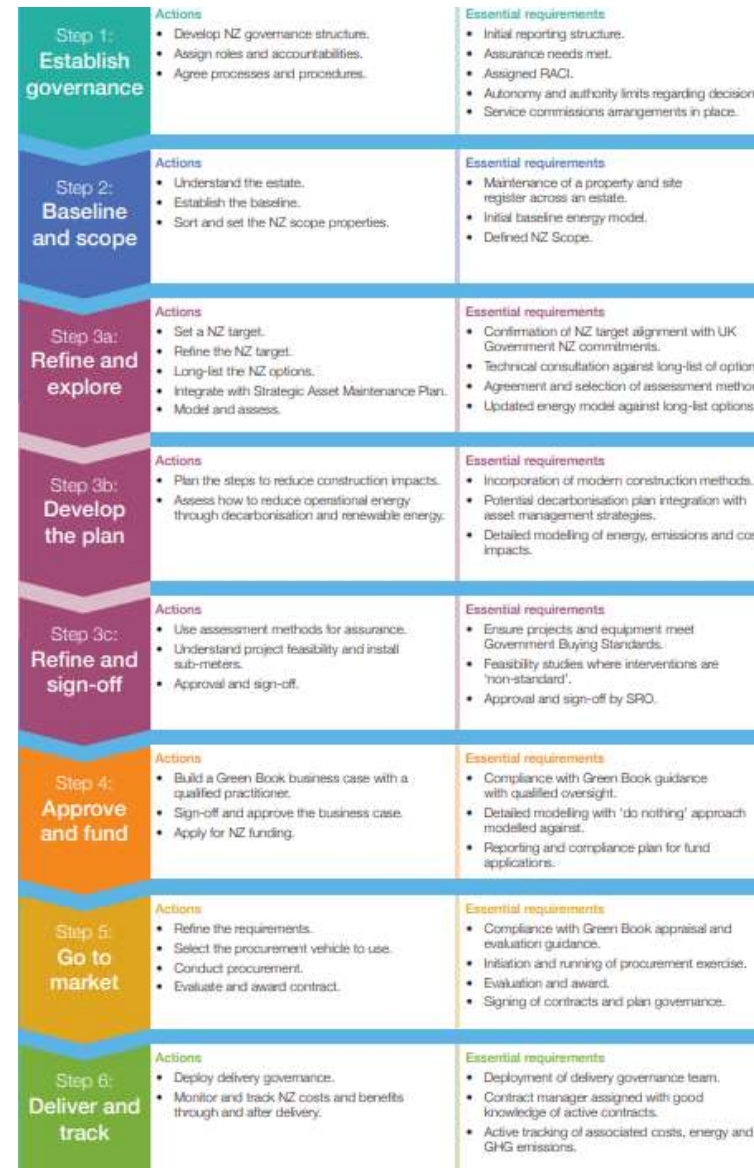 Step 1:
Establish
governance
Actions
• Develop NZ governance structure.
• Assign roles and accountabilities.
• Agree processes and procedures.
Essential requirements
• Initial reporting structure.
• Assurance needs met.
• Assigned RACI.
• Autonomy and authority limits regarding decision
• Service commissions arrangements in place.
Step 2:
Baseline
and scope
Actions
• Understand the estate.
• Establish the baseline.
• Sort and set the NZ scope properties.
Essential requirements
• Maintenance of a property and site
register across an estate.
• Initial baseline energy model.
• Defined NZ Scope.
Step 3a:
Refine and
explore
Actions
• Set a NZ target.
• Refine the NZ target.
• Long-list the NZ options.
• Integrate with Strategic Asset Maintenance Plan.
• Model and assess.
Essential requirements
• Confirmation of NZ target alignment with UK
Government NZ commitments.
• Technical consultation against long-list of option
• Agreement and selection of assessment metho
• Updated energy model against long-list options
Step 3b:
Develop
the plan
Actions
• Plan the steps to reduce construction impacts.
• Assess how to reduce operational energy
through decarbonisation and renewable energy.
Essential requirements
• Incorporation of modern construction methods.
• Potential decarbonisation plan integration with
asset management strategies.
• Detailed modelling of energy, emissions and cos
impacts.
Step 3c:
Refine and
sign-off
Actions
• Use assessment methods for assurance.
• Understand project feasibility and install
sub-meters.
• Approval and sign-off.
Essential requirements
• Ensure projects and equipment meet
Government Buying Standards.
• Feasibility studies where interventions are
'non-standard'.
• Approval and sign-off by SRO.
Step 4:
Approve
and fund
Actions
• Build a Green Book business case with a
qualified practitioner.
• Sign-off and approve the business case.
• Apply for NZ funding.
Essential requirements
• Compliance with Green Book guidance
with qualified oversight.
• Detailed modelling with 'do nothing' approach
modelled against.
• Reporting and compliance plan for fund
applications.
Step 5:
Go to
market
Actions
• Refine the requirements.
• Select the procurement vehicle to use.
• Conduct procurement.
• Evaluate and award contract.
Essential requirements
• Compliance with Green Book appraisal and
evaluation guidance.
• Initiation and running of procurement exercise.
• Evaluation and award.
• Signing of contracts and plan governance.
Step 6:
Deliver and
track
Actions
• Deploy delivery governance.
• Monitor and track NZ costs and benefits
through and after delivery.
Essential requirements
• Deployment of delivery governance team.
• Contract manager assigned with good
knowledge of active contracts.
• Active tracking of associated costs, energy and
GHG emissions.